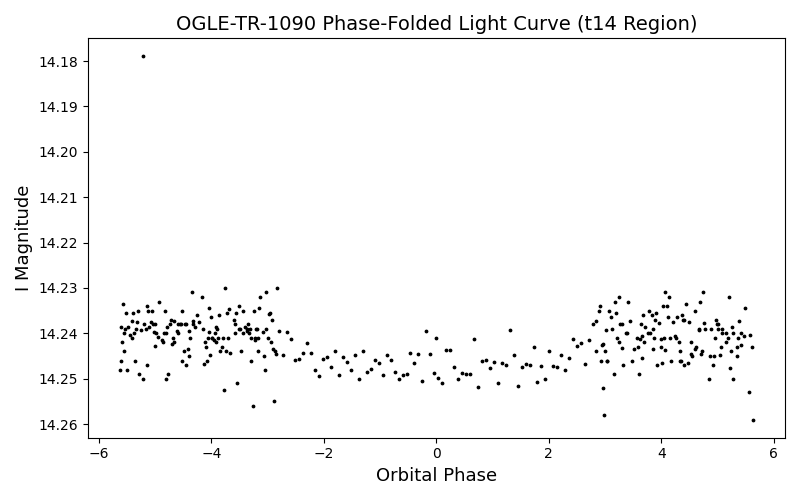 OGLE-TR-1090 Phase-Folded Light Curve (t14 Region)
I Magnitude
14.18
14.19
14.20
14.21
14.22
14.23
14.24
14.25
14.26
−6 −4 −2 0 2 4 6
Orbital Phase